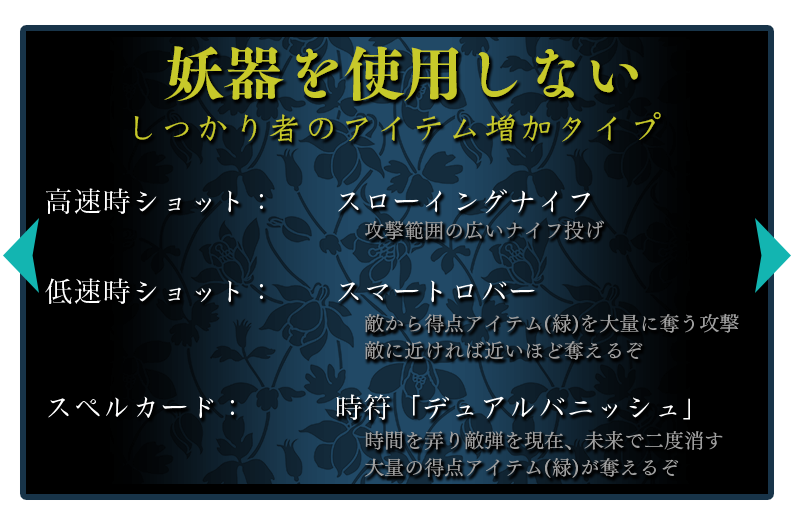 妖器を使用しない
しっかり者のアイテム増加タイプ
高速時ショット： スローイングナイフ
攻撃範囲の広いナイフ投げ
低速時ショット： スマートロバー
敵から得点アイテム(緑)を大量に奪う攻撃
敵に近ければ近いほど奪えるぞ
スペルカード： 時符「デュアルバニッシュ」
時間を弄り敵弾を現在、未来で二度消す
大量の得点アイテム(緑)が奪えるぞ